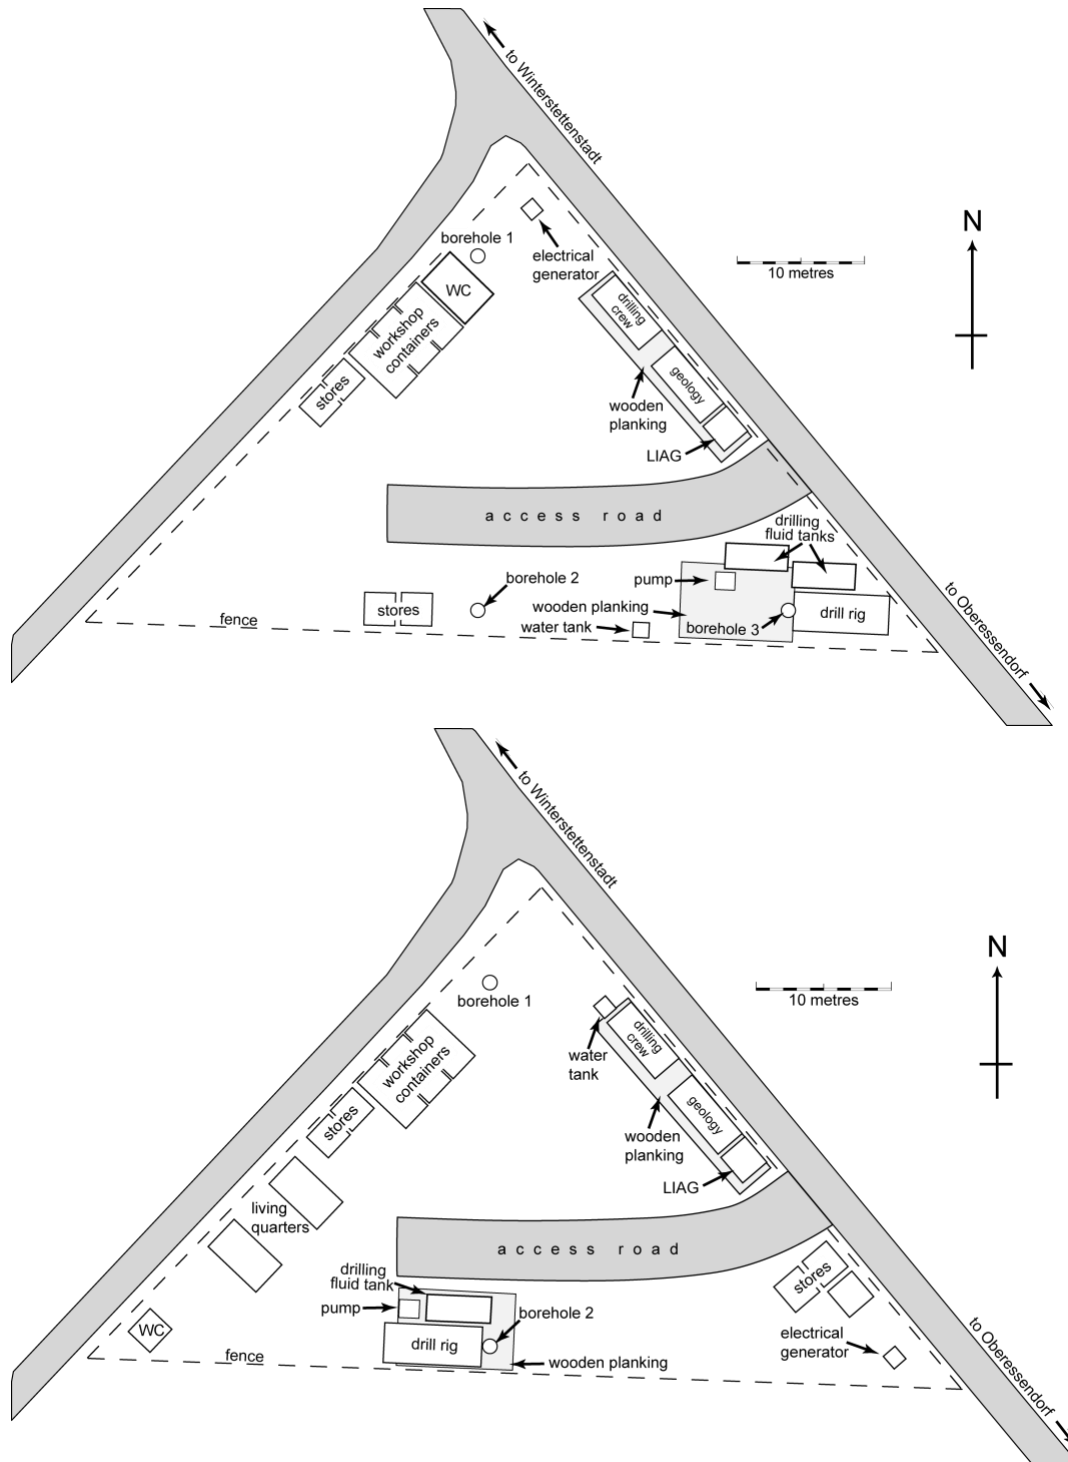 to Winterstettenstadt
N
10 metres
borehole 1
electrical
generator
WC
drilling
crew
workshop
containers
geology
stores
wooden
planking
LIAG
access road
drilling
fluid tanks
borehole 2
pump
to Oberessendorf
stores
wooden planking
drill rig
fence
water tank
borehole 3
to Winterstettenstadt
N
10 metres
borehole 1
drilling
crew
workshop
containers
water
tank
geology
stores
wooden
planking
LIAG
living
quarters
access road
drilling
fluid tank
stores
pump
borehole 2
to Oberessendorf
WC
drill rig
electrical
generator
fence
wooden planking